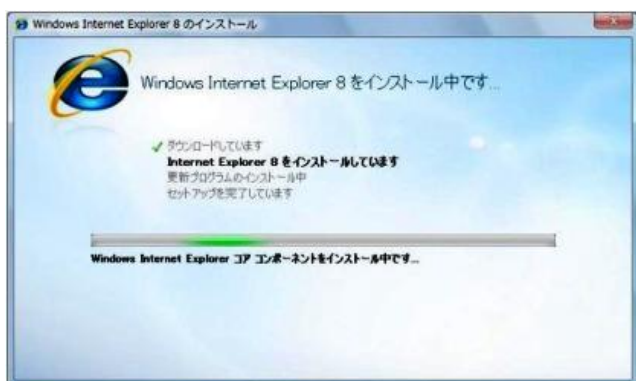 Windows Internet Explorer 8 のインストール
Windows Internet Explorer 8 をインストール中です...
ダウンロードしています
Internet Explorer 8 をインストールしています
更新プログラムのインストール中
セットアップを完了しています
Windows Internet Explorer コア コンポーネントをインストール中です...